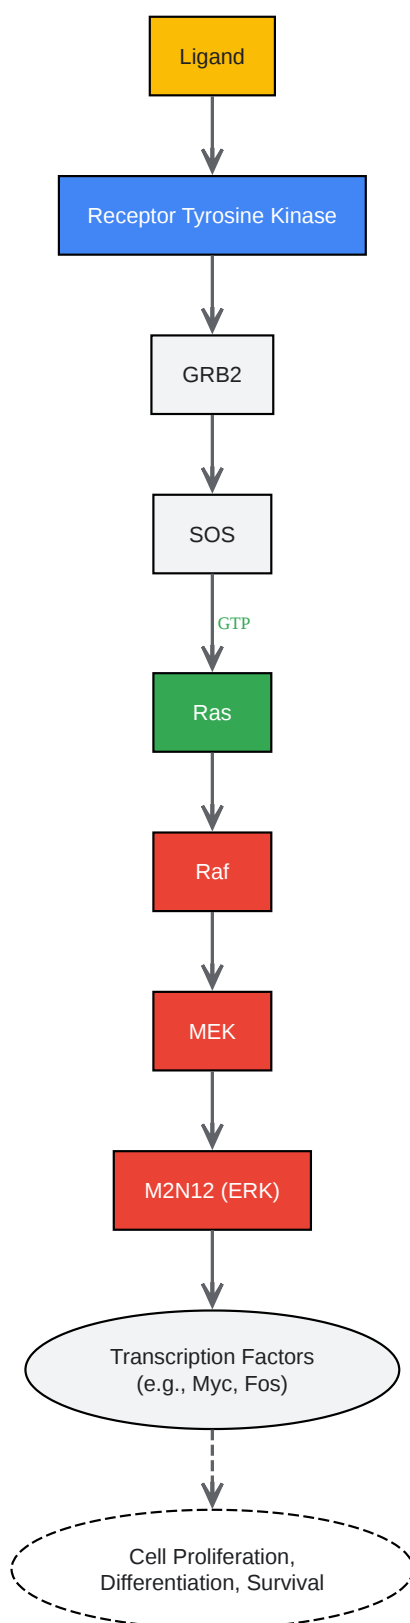 Ligand
Receptor Tyrosine Kinase
GRB2
SOS
GTP
Ras
Raf
MEK
M2N12 (ERK)
Transcription Factors
(e.g., Myc, Fos)
Cell Proliferation,
Differentiation, Survival